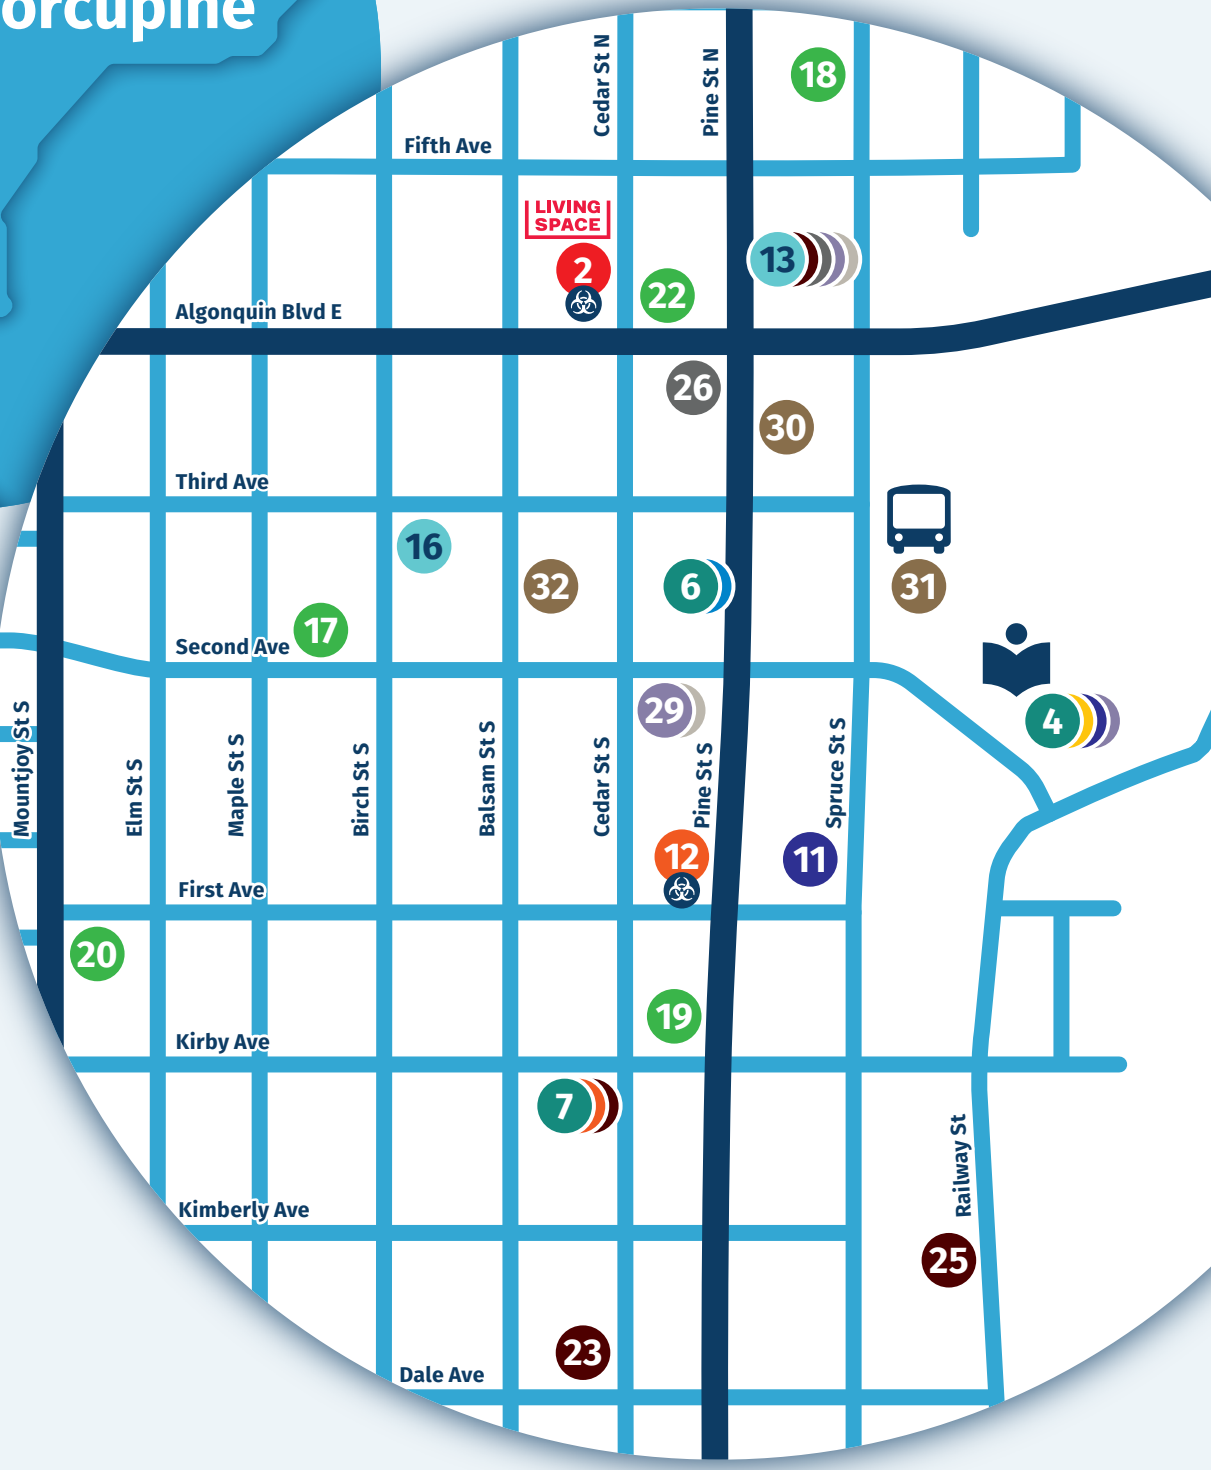 orcupine
Cedar St N
Pine St N
18
Fifth Ave
LIVING
SPACE
2
22
13
Algonquin Blvd E
26
30
Third Ave
16
32
6
31
17
Second Ave
29
4
Mountjoy St S
Elm St S
Maple St S
Birch St S
Balsam St S
Cedar St S
Pine St S
Spruce St S
12
11
First Ave
20
19
Kirby Ave
7
Railway St
Kimberly Ave
25
23
Dale Ave